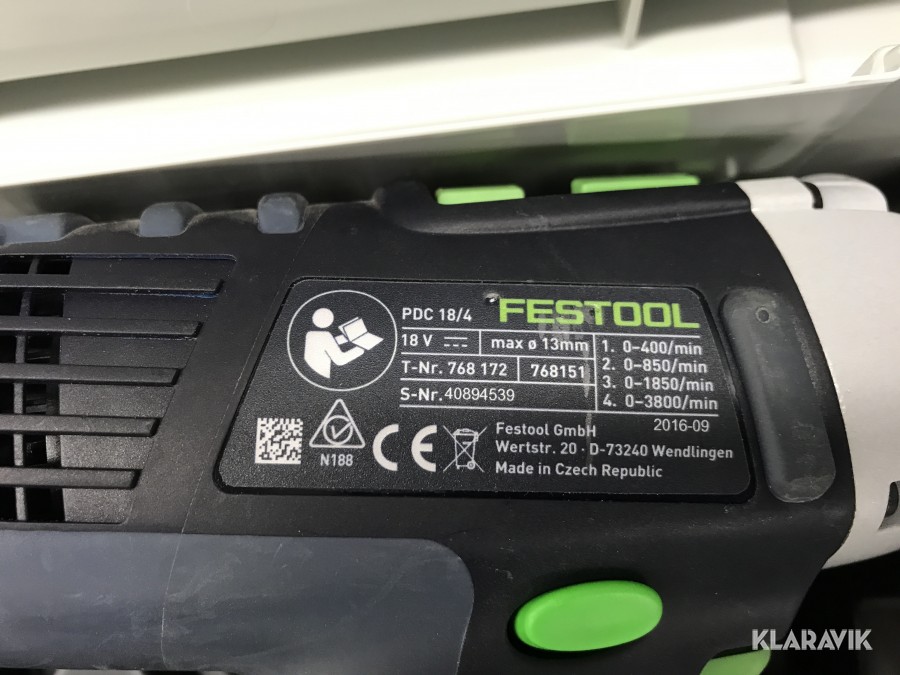 PDC 18/4 FESTOOL
18 V max ø 13mm
T-Nr. 768 172 768151
S-Nr. 40894539
1. 0-400/min
2. 0-850/min
3. 0-1850/min
4. 0-3800/min
2016-09
N188
CE
Festool GmbH
Wertstr. 20 · D-73240 Wendlingen
Made in Czech Republic
KLARAVIK